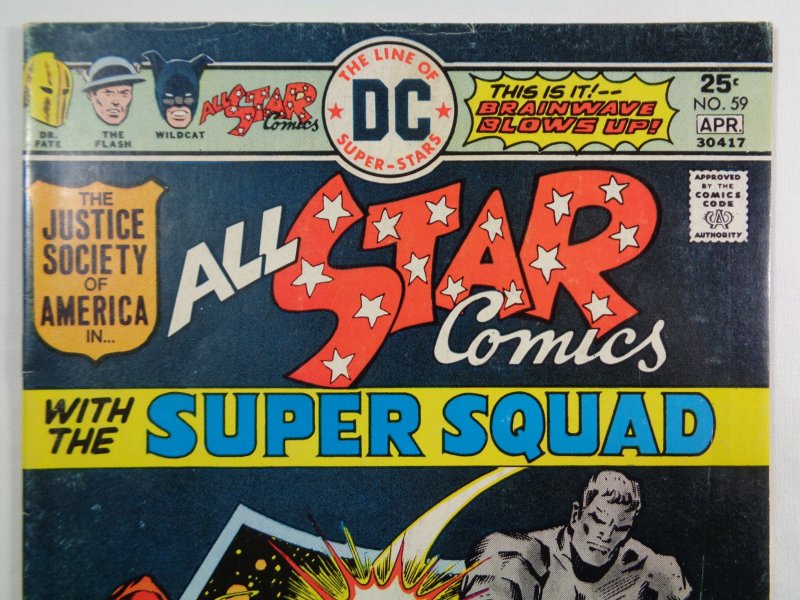 DR.
FATE
THE
FLASH
WILDCAT
ALL STAR
Comics
THE LINE OF
DC
SUPER-STARS
THIS IS IT!--
BRAINWAVE
BLOWS UP!
25¢
NO. 59
APR.
30417
THE
JUSTICE
SOCIETY
OF
AMERICA
IN...
ALL STAR
Comics
APPROVED
BY THE
COMICS
CODE
CA
AUTHORITY
WITH
THE
SUPER SQUAD